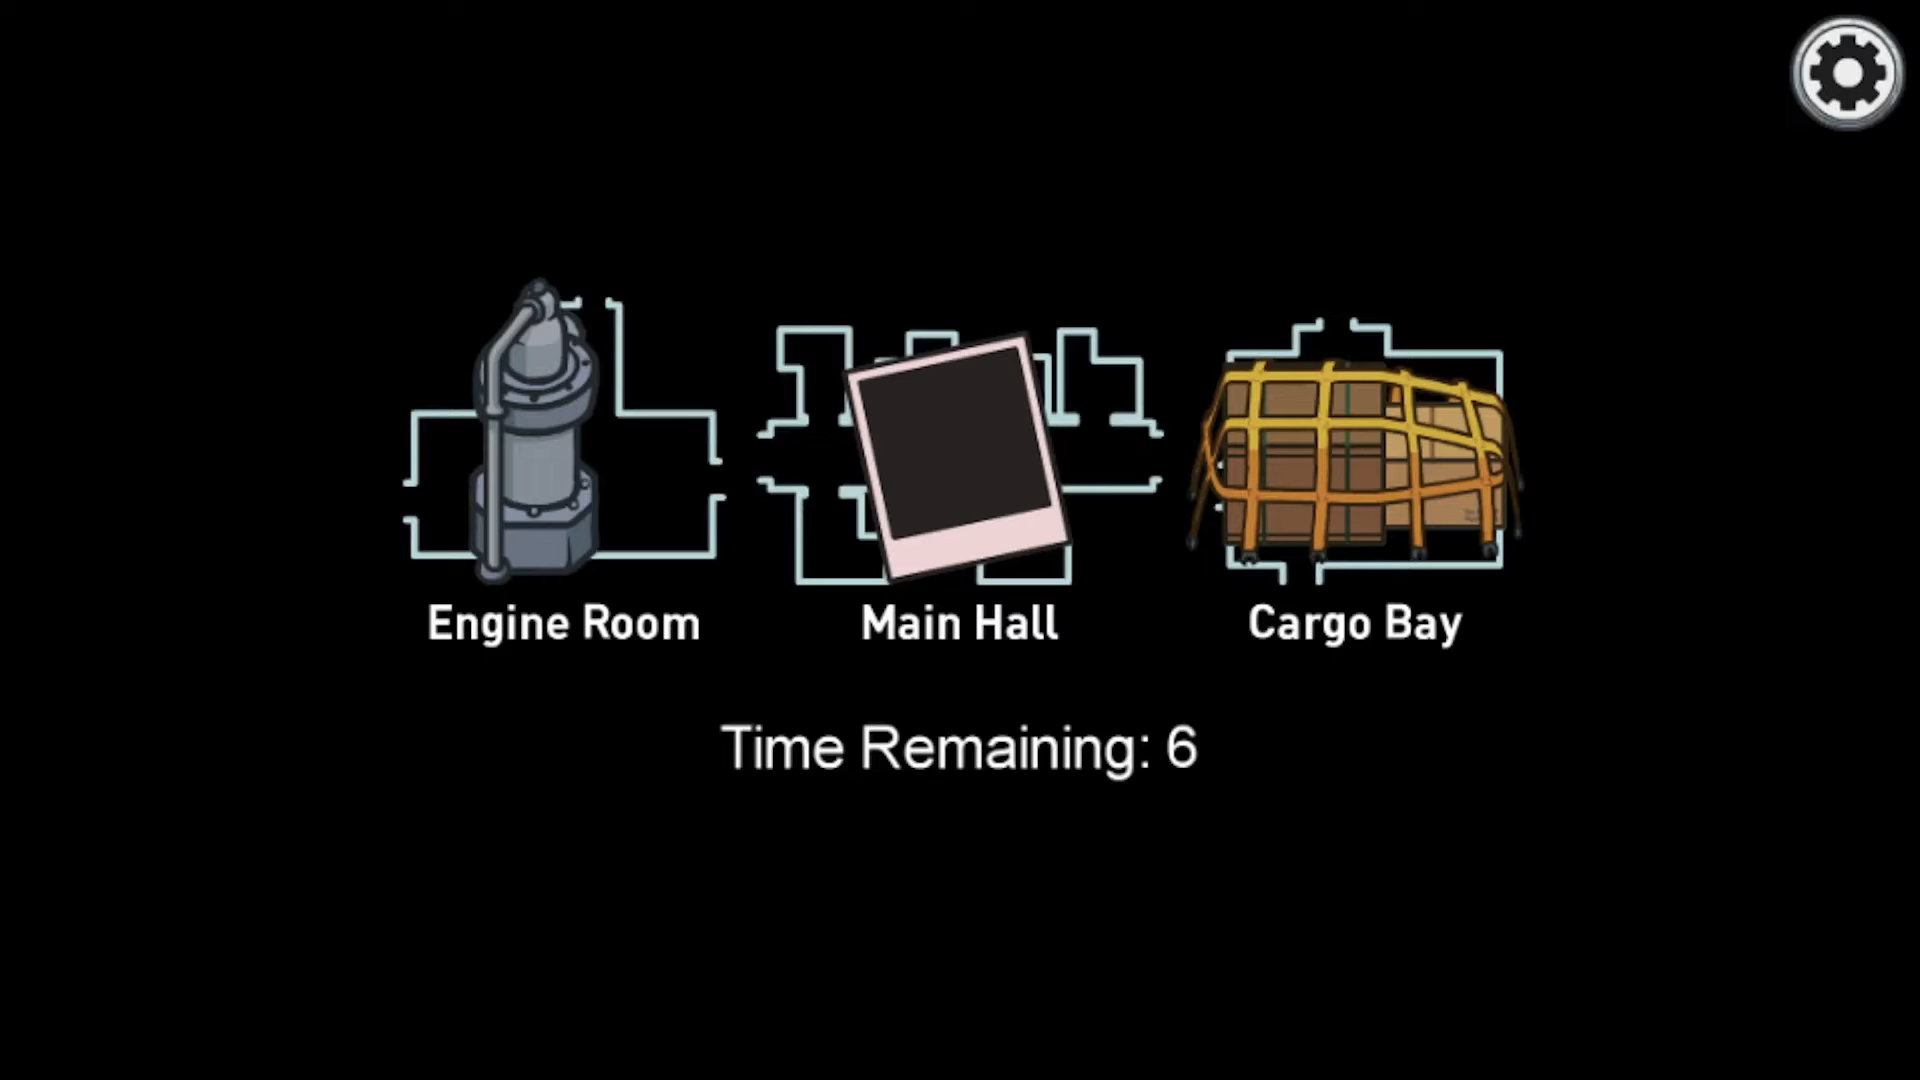 Engine Room
Main Hall
Cargo Bay
Time Remaining: 6